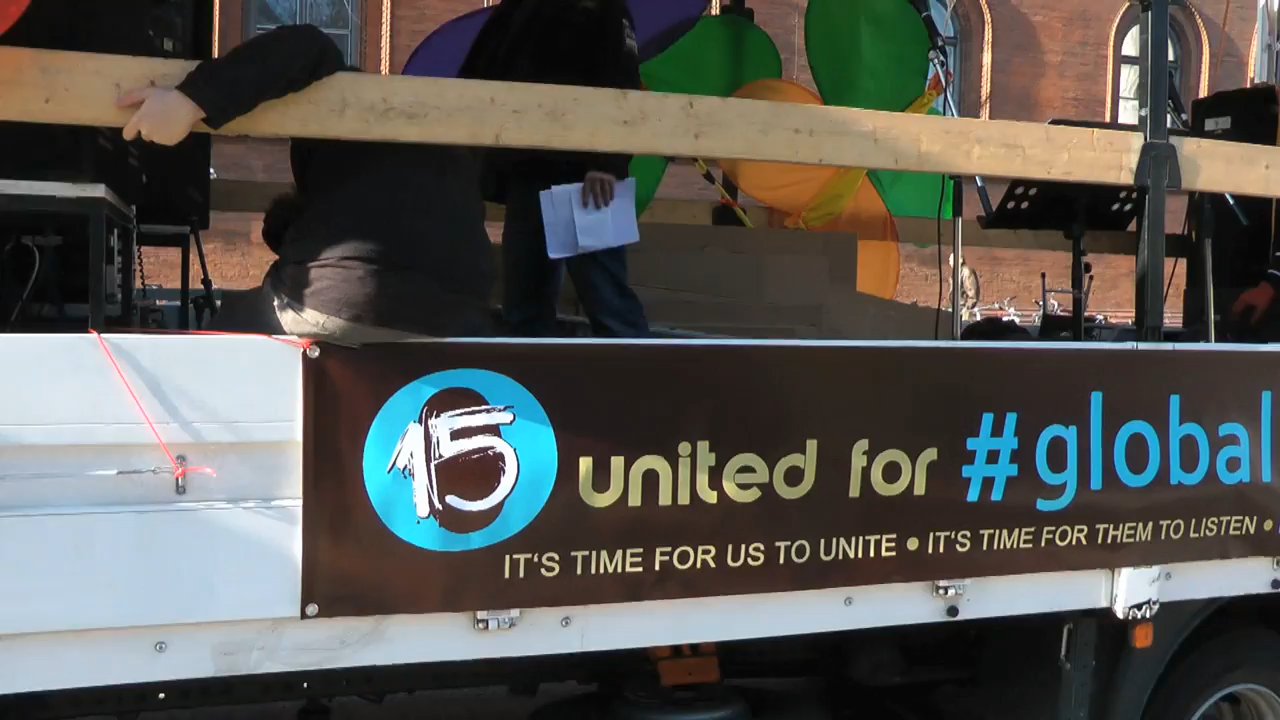 15 united for #global
IT'S TIME FOR US TO UNITE • IT'S TIME FOR THEM TO LISTEN •